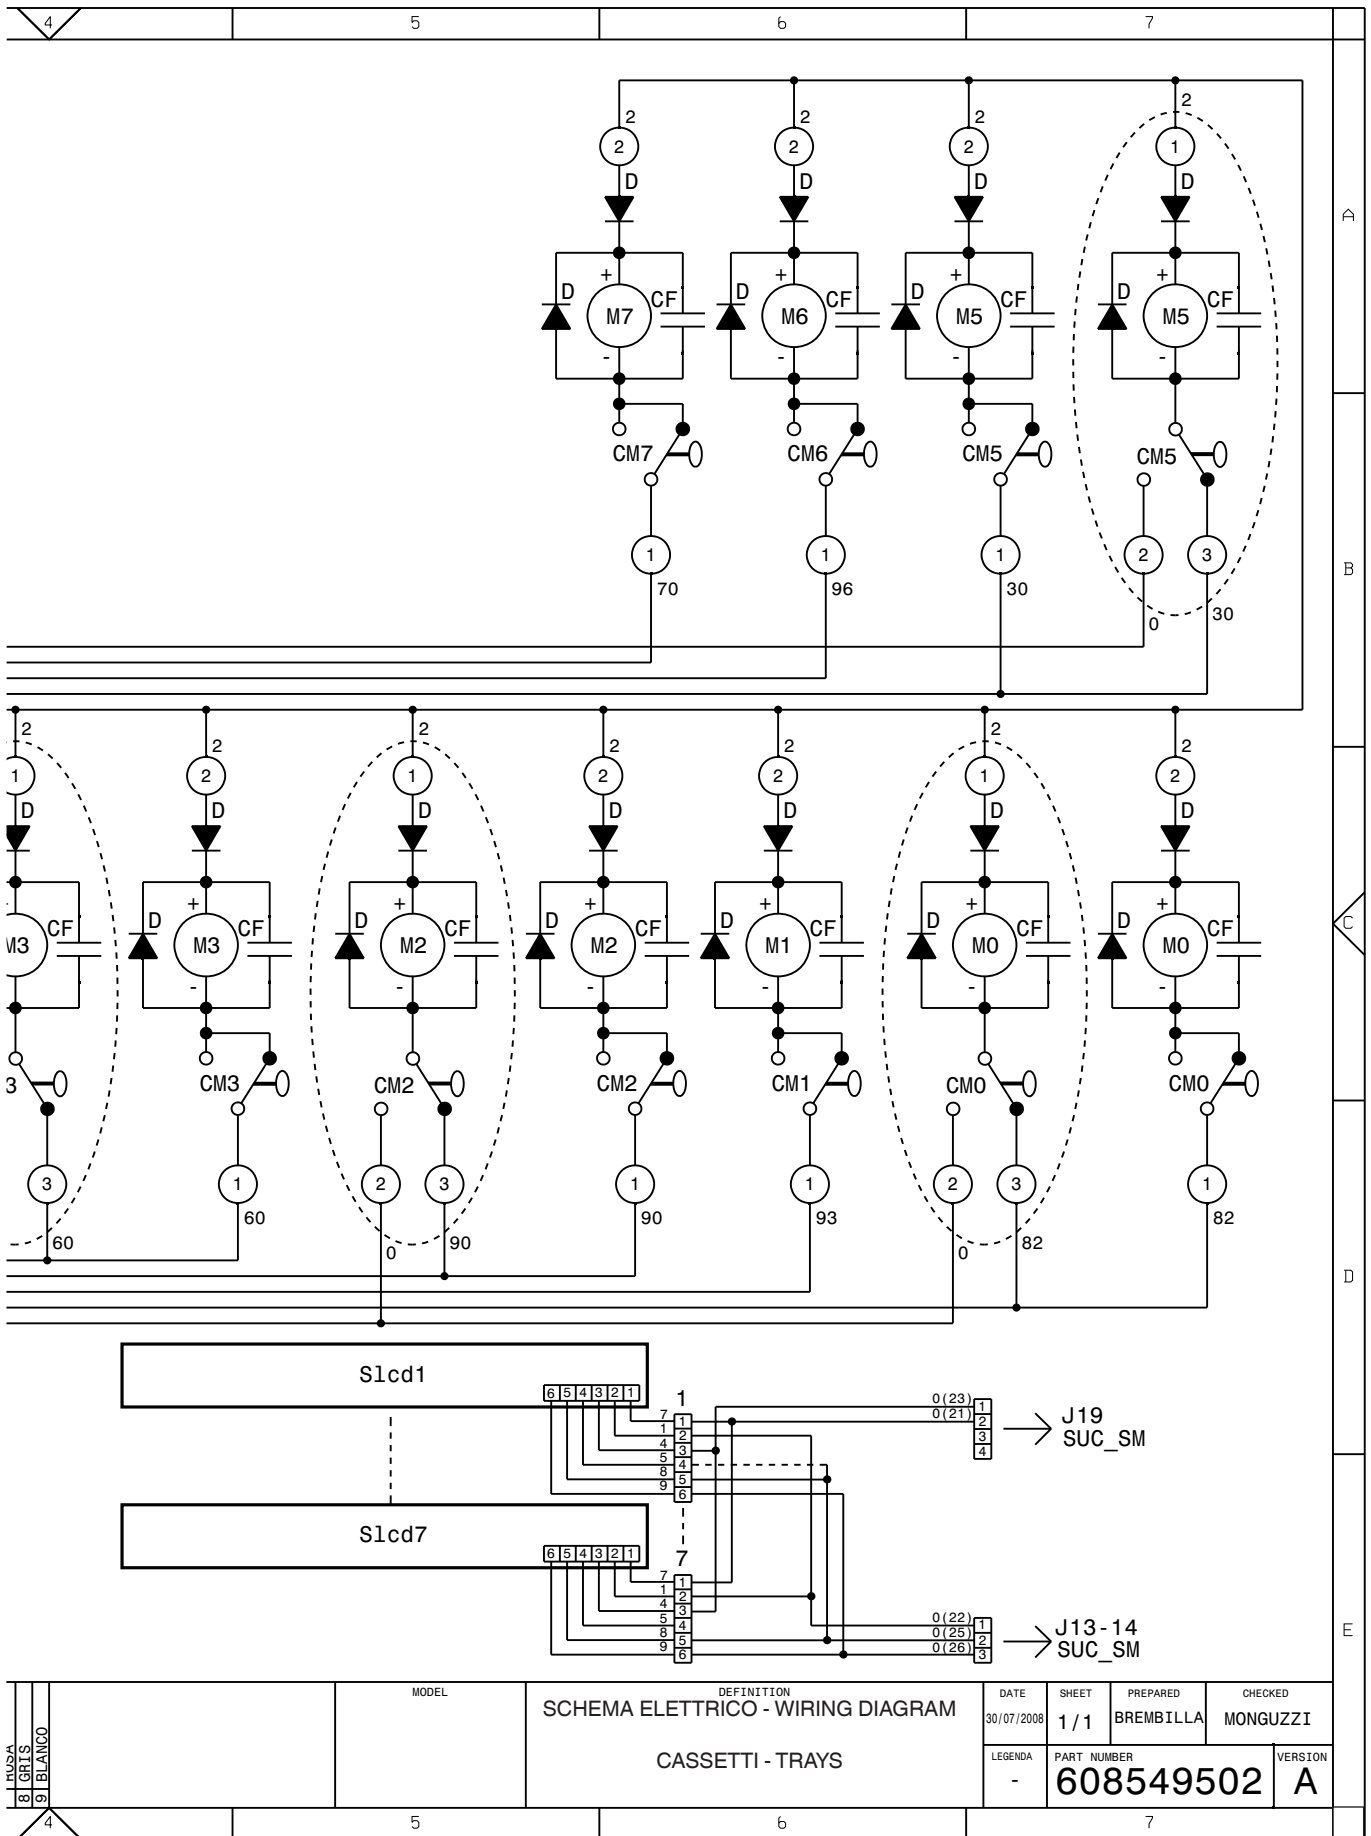 4 5 6 7
2 2 2 2
2 2 2 1
D D D D
A
+ + + +
D M7 CF D M6 CF D M5 CF D M5 CF
- - - -
CM7 CM6 CM5 CM5
1 1 1 2 3
B
70 96 30 0 30
2 2 2 2 2 2 2
1 2 1 2 2 1 2
D D D D D D D
+ + + + + +
M3 CF D M3 CF D M2 CF D M2 CF D M1 CF D M0 CF D M0 CF
C
- - - - - -
3 CM3 CM2 CM2 CM1 CM0 CM0
3 1 2 3 1 1 2 3 1
60 60 0 90 90 93 0 82 82
D
Slcd1
6 5 4 3 2 1
1
7 1
1 2
4 3
5 4
8 5
9 6
0(23) 1
0(21) 2
3
4
J19
SUC_SM
Slcd7
6 5 4 3 2 1
7
7 1
1 2
4 3
5 4
8 5
9 6
0(22) 1
0(25) 2
0(26) 3
J13-14
SUC_SM
E
ROSA
8 GRIS
9 BLANCO
MODEL
DEFINITION
SCHEMA ELETTRICO - WIRING DIAGRAM
CASSETTI - TRAYS
DATE SHEET PREPARED CHECKED
30/07/2008 1/1 BREMBILLA MONGUZZI
LEGENDA PART NUMBER VERSION
- 608549502 A
4 5 6 7